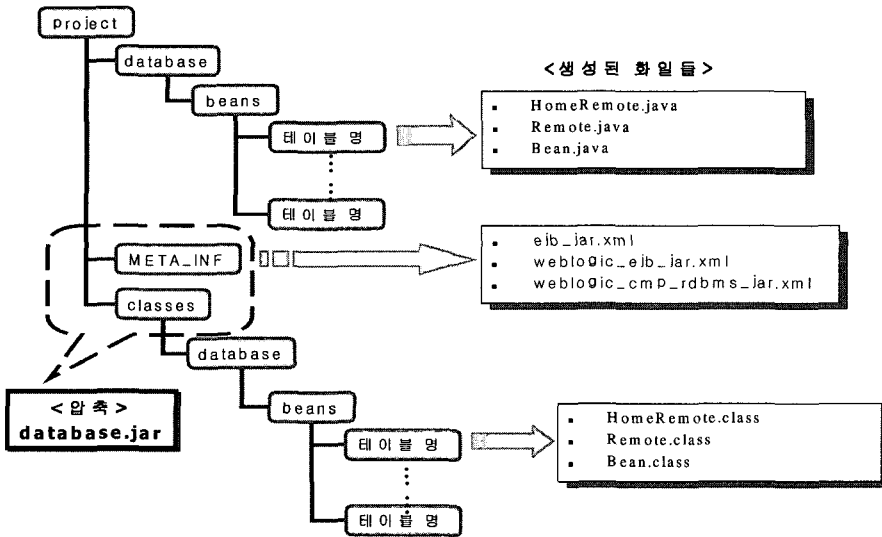 project
database
<생성된 화일들>
beans
HomeRemote.java
Remote.java
Bean.java
테이블 명
테이블 명
META_INF
ejb_jar.xml
weblogic_ejb_jar.xml
weblogic_cmp_rdbms_jar.xml
classes
database
<압축>
database.jar
beans
HomeRemote.class
Remote.class
Bean.class
테이블 명
테이블 명